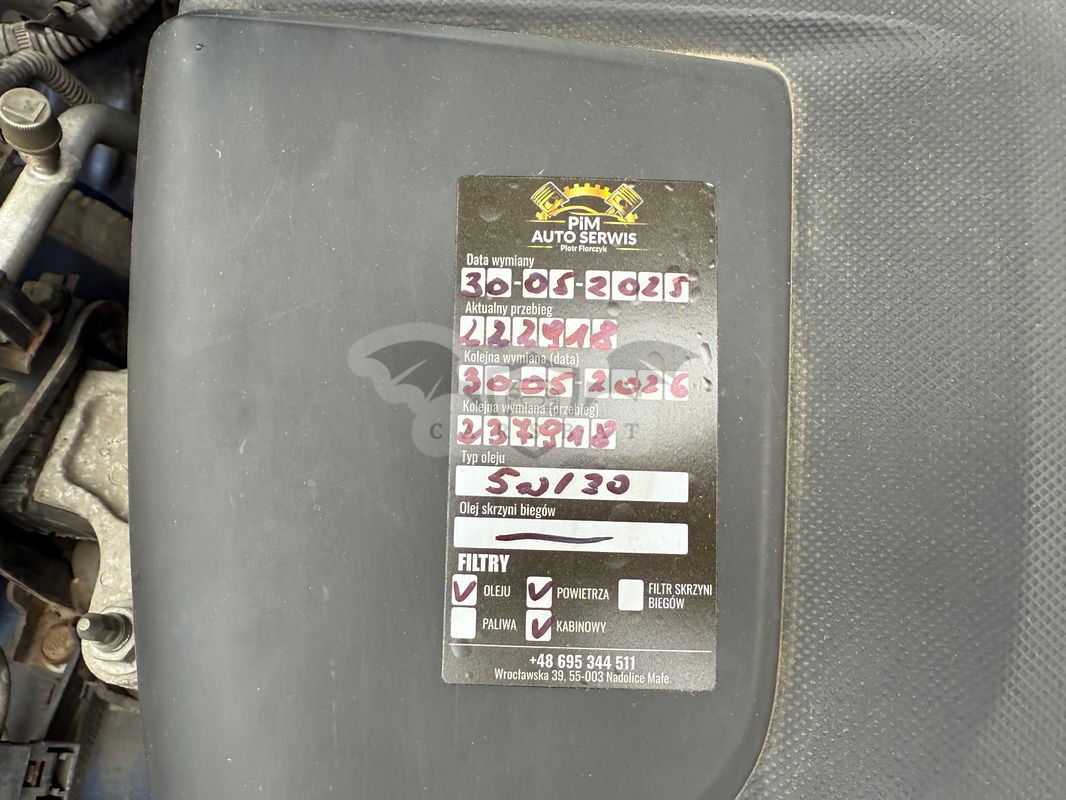 PiM
AUTO SERWIS
Piotr Florczyk
Data wymiany
30-05-2025
Aktualny przebieg
222918
Kolejna wymiana (data)
30-05-2026
Kolejna wymiana (przebieg)
237918
Typ oleju
5W/30
Olej skrzyni biegów
FILTRY
OLEJU POWIETRZA FILTR SKRZYNI BIEGÓW
PALIWA KABINOWY
+48 695 344 511
Wrocławska 39, 55-003 Nadolice Małe